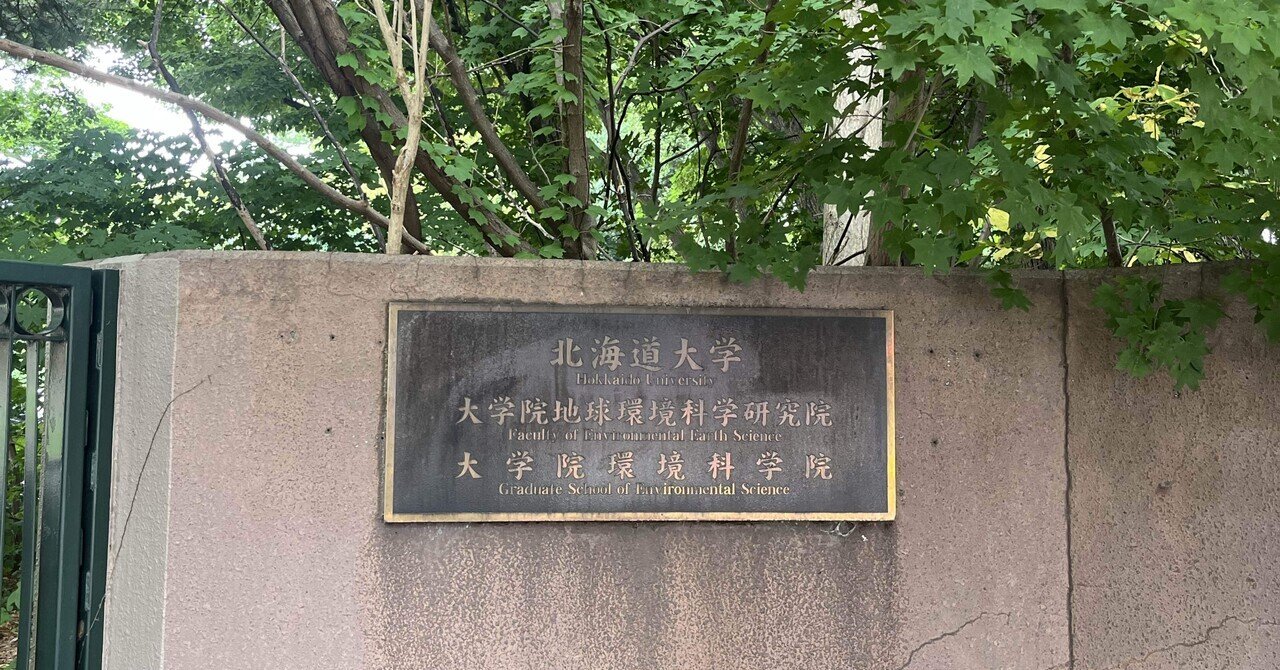 北海道大学
Hokkaido University
大学院地球環境科学研究院
Faculty of Environmental Earth Science
大学院環境科学院
Graduate School of Environmental Science